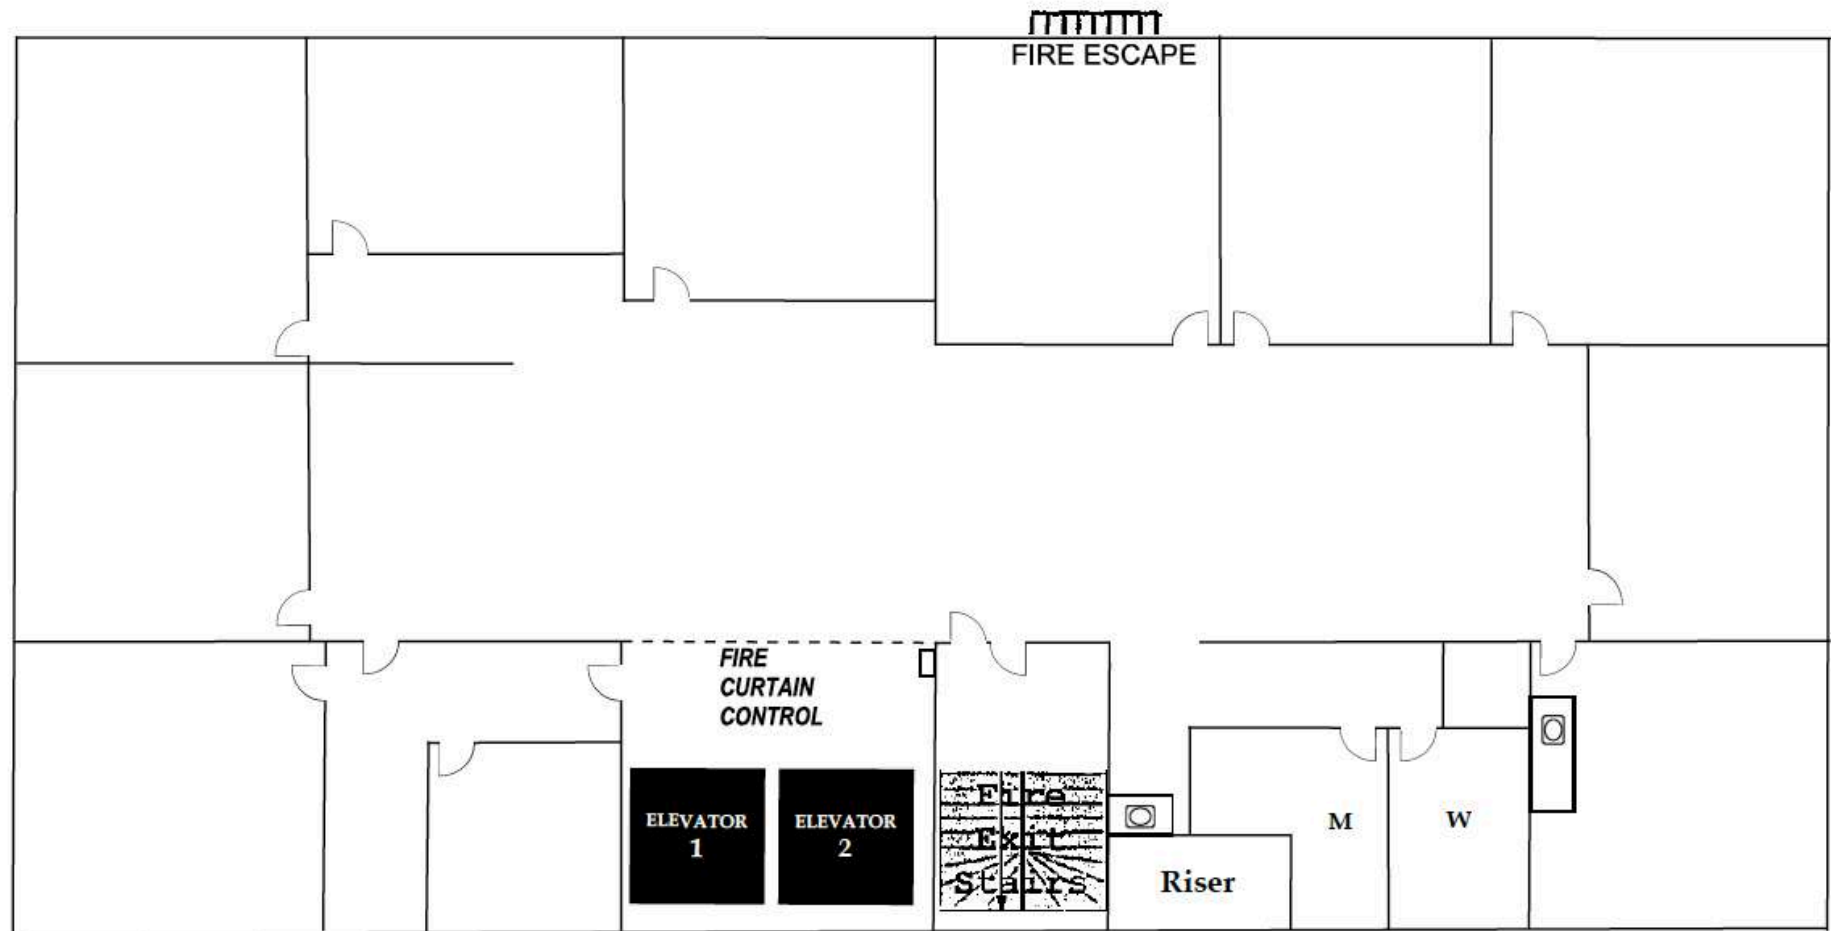 FIRE ESCAPE
FIRE
CURTAIN
CONTROL
ELEVATOR
1
ELEVATOR
2
Fire
Exit
Stairs
M
W
Riser